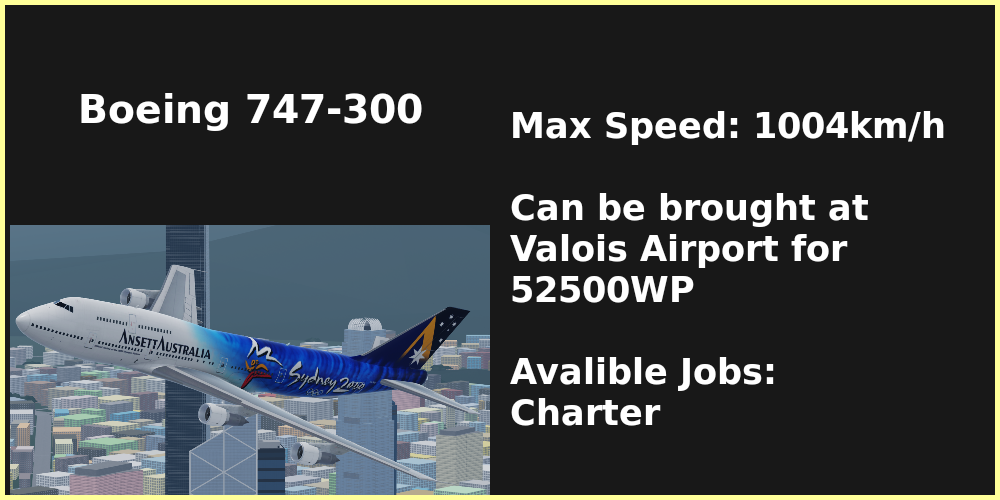 Boeing 747-300
Max Speed: 1004km/h
Can be brought at
Valois Airport for
52500WP
Avalible Jobs:
Charter
ANSETT AUSTRALIA
Sydney 2000